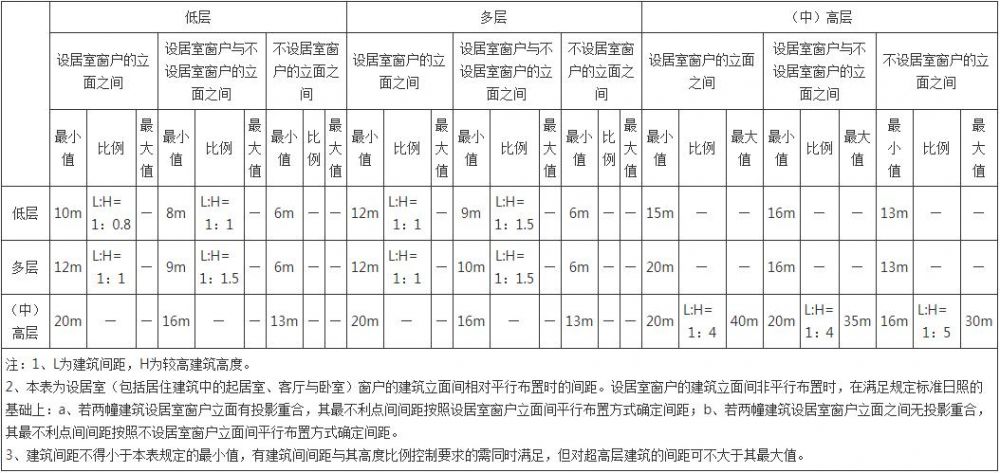 低层 多层 （中）高层
设居室窗户的立面之间 设居室窗户与不设居室窗户的立面之间 不设居室窗户的立面之间 设居室窗户的立面之间 设居室窗户与不设居室窗户的立面之间 不设居室窗户的立面之间 设居室窗户的立面之间 设居室窗户与不设居室窗户的立面之间 不设居室窗户的立面之间
最小值 比例 最大值 最小值 比例 最大值 最小值 比例 最大值 最小值 比例 最大值 最小值 比例 最大值 最小值 比例 最大值 最小值 比例 最大值 最小值 比例 最大值 最小值 比例 最大值
低层 10m L:H=1：0.8 — 8m L:H=1：1 — 6m — — 12m L:H=1：1 — 9m L:H=1：1.5 — 6m — — 15m — — 16m — — 13m — —
多层 12m L:H=1：1 — 9m L:H=1：1.5 — 6m — — 12m L:H=1：1 — 10m L:H=1：1.5 — 6m — — 20m — — 16m — — 13m — —
（中）高层 20m — — 16m — — 13m — — 20m — — 16m — — 13m — — 20m L:H=1：4 40m 20m L:H=1：4 35m 16m L:H=1：5 30m
注：1、L为建筑间距，H为较高建筑高度。
2、本表为设居室（包括居住建筑中的起居室、客厅与卧室）窗户的建筑立面间相对平行布置时的间距。设居室窗户的建筑立面间非平行布置时，在满足规定标准日照的
基础上：a、若两幢建筑设居室窗户立面有投影重合，其最不利点间间距按照设居室窗户立面间平行布置方式确定间距；b、若两幢建筑设居室窗户立面之间无投影重合，
其最不利点间间距按照不设居室窗户立面间平行布置方式确定间距。
3、建筑间距不得小于本表规定的最小值，有建筑间间距与其高度比例控制要求的需同时满足，但对超高层建筑的间距可不大于其最大值。